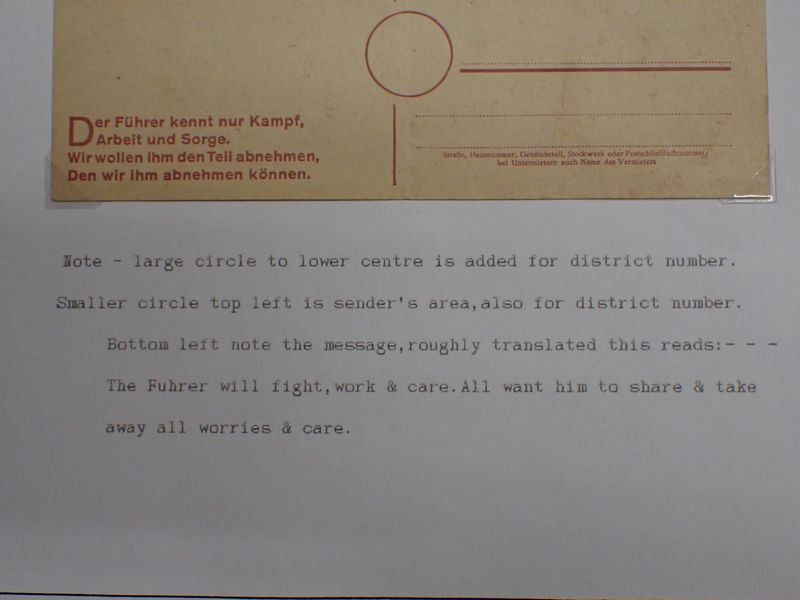 Der Führer kennt nur Kampf,
Arbeit und Sorge.
Wir wollen ihm den Teil abnehmen,
Den wir ihm abnehmen können.
Straße, Hausnummer, Gebäudeteil, Stockwerk oder Postschließfachnummer;
bei Untermietern auch Name des Vermieters
Note - large circle to lower centre is added for district number.
Smaller circle top left is sender's area,also for district number.
Bottom left note the message,roughly translated this reads:- - -
The Fuhrer will fight,work & care.All want him to share & take
away all worries & care.